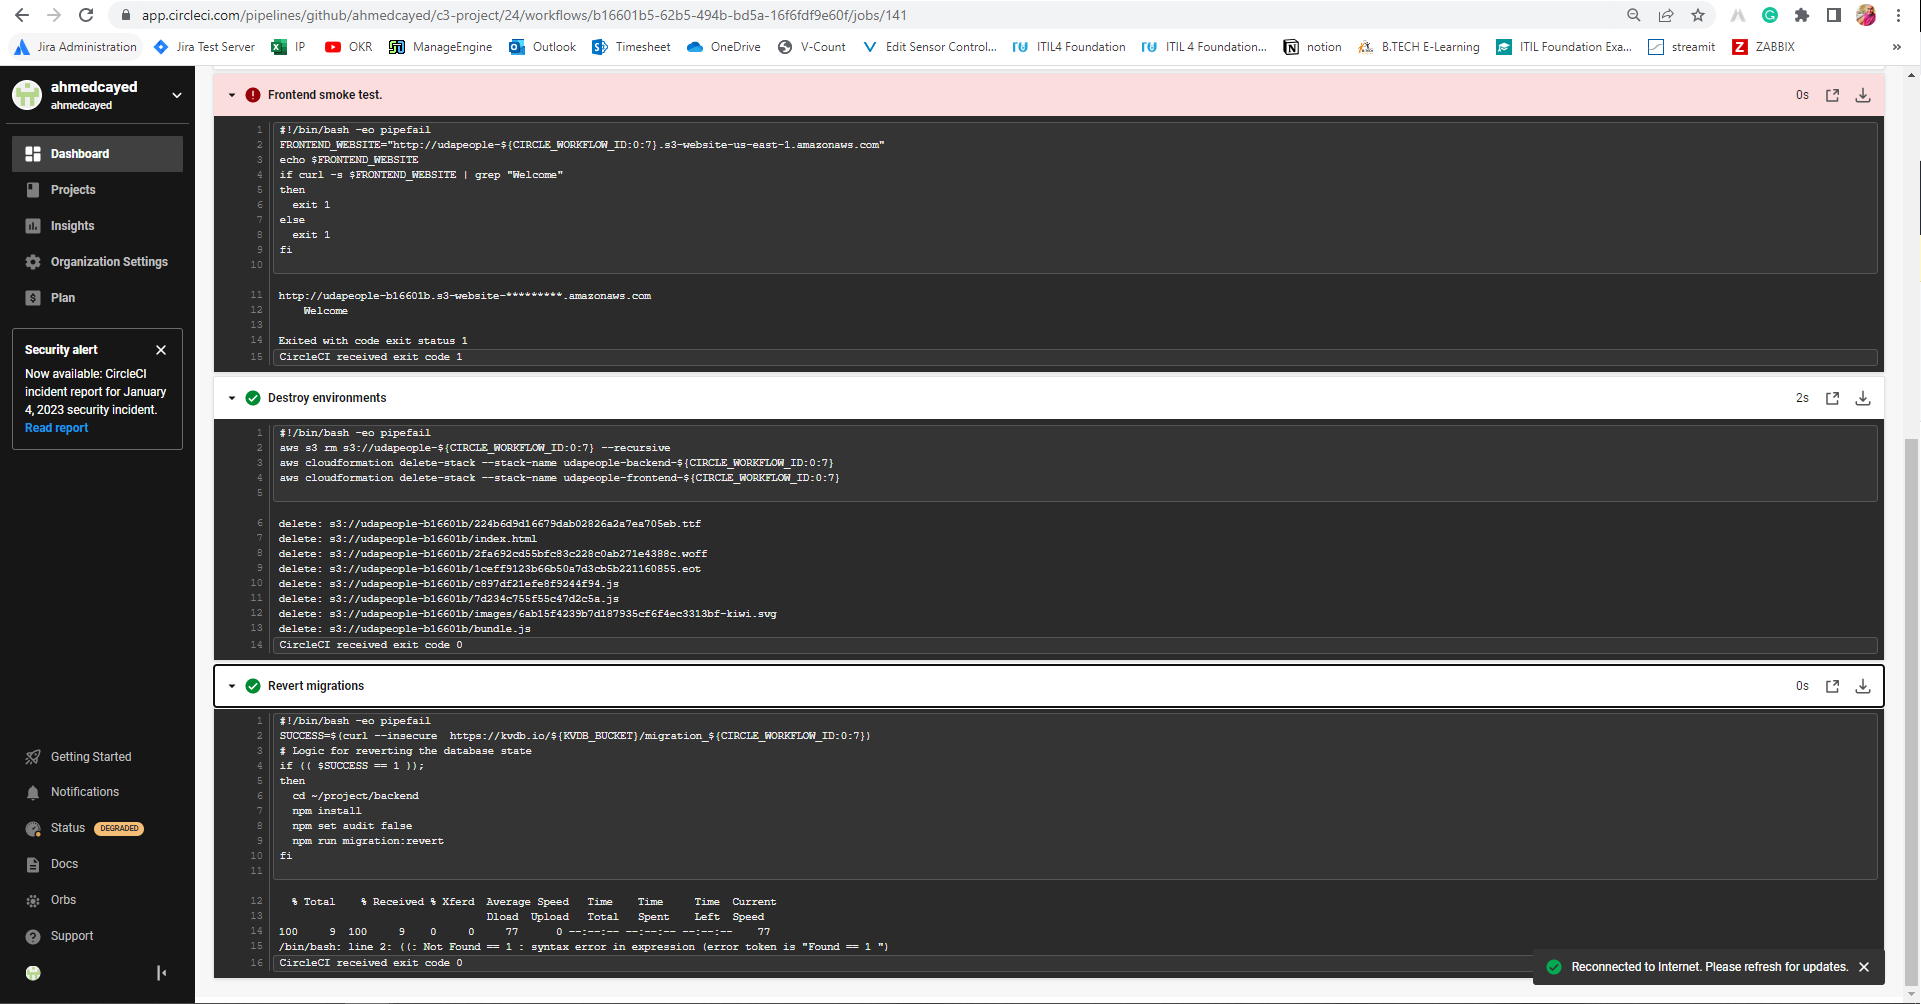 app.circleci.com/pipelines/github/ahmedcayed/c3-project/24/workflows/b16601b5-62b5-494b-bd5a-16f6fdf9e60f/jobs/141
Jira Administration Jira Test Server IP OKR ManageEngine Outlook Timesheet OneDrive V-Count Edit Sensor Control... ITIL4 Foundation ITIL 4 Foundation... notion B.TECH E-Learning ITIL Foundation Exa... streamit ZABBIX »
ahmedcayed
ahmedcayed
Dashboard
Projects
Insights
Organization Settings
Plan
Security alert
Now available: CircleCI
incident report for January
4, 2023 security incident.
Read report
Getting Started
Notifications
Status DEGRADED
Docs
Orbs
Support
Frontend smoke test. 0s
1 #!/bin/bash -eo pipefail
2 FRONTEND_WEBSITE="http://udapeople-${CIRCLE_WORKFLOW_ID:0:7}.s3-website-us-east-1.amazonaws.com"
3 echo $FRONTEND_WEBSITE
4 if curl -s $FRONTEND_WEBSITE | grep "Welcome"
5 then
6 exit 1
7 else
8 exit 1
9 fi
10
11 http://udapeople-b16601b.s3-website-*********.amazonaws.com
12 Welcome
13
14 Exited with code exit status 1
15 CircleCI received exit code 1
Destroy environments 2s
1 #!/bin/bash -eo pipefail
2 aws s3 rm s3://udapeople-${CIRCLE_WORKFLOW_ID:0:7} --recursive
3 aws cloudformation delete-stack --stack-name udapeople-backend-${CIRCLE_WORKFLOW_ID:0:7}
4 aws cloudformation delete-stack --stack-name udapeople-frontend-${CIRCLE_WORKFLOW_ID:0:7}
5
6 delete: s3://udapeople-b16601b/224b6d9d16679dab02826a2a7ea705eb.ttf
7 delete: s3://udapeople-b16601b/index.html
8 delete: s3://udapeople-b16601b/2fa692cd55bfc83c228c0ab271e4388c.woff
9 delete: s3://udapeople-b16601b/1ceff9123b66b50a7d3cb5b221160855.eot
10 delete: s3://udapeople-b16601b/c897df21efe8f9244f94.js
11 delete: s3://udapeople-b16601b/7d234c755f55c47d2c5a.js
12 delete: s3://udapeople-b16601b/images/6ab15f4239b7d187935cf6f4ec3313bf-kiwi.svg
13 delete: s3://udapeople-b16601b/bundle.js
14 CircleCI received exit code 0
Revert migrations 0s
1 #!/bin/bash -eo pipefail
2 SUCCESS=$(curl --insecure  https://kvdb.io/${KVDB_BUCKET}/migration_${CIRCLE_WORKFLOW_ID:0:7})
3 # Logic for reverting the database state
4 if (( $SUCCESS == 1 ));
5 then
6 cd ~/project/backend
7 npm install
8 npm set audit false
9 npm run migration:revert
10 fi
11
12 % Total % Received % Xferd Average Speed Time Time Time Current
13 Dload Upload Total Spent Left Speed
14 100 9 100 9 0 0 77 0 --:--:-- --:--:-- --:--:-- 77
15 /bin/bash: line 2: ((: Not Found == 1 : syntax error in expression (error token is "Found == 1 ")
16 CircleCI received exit code 0
Reconnected to Internet. Please refresh for updates.